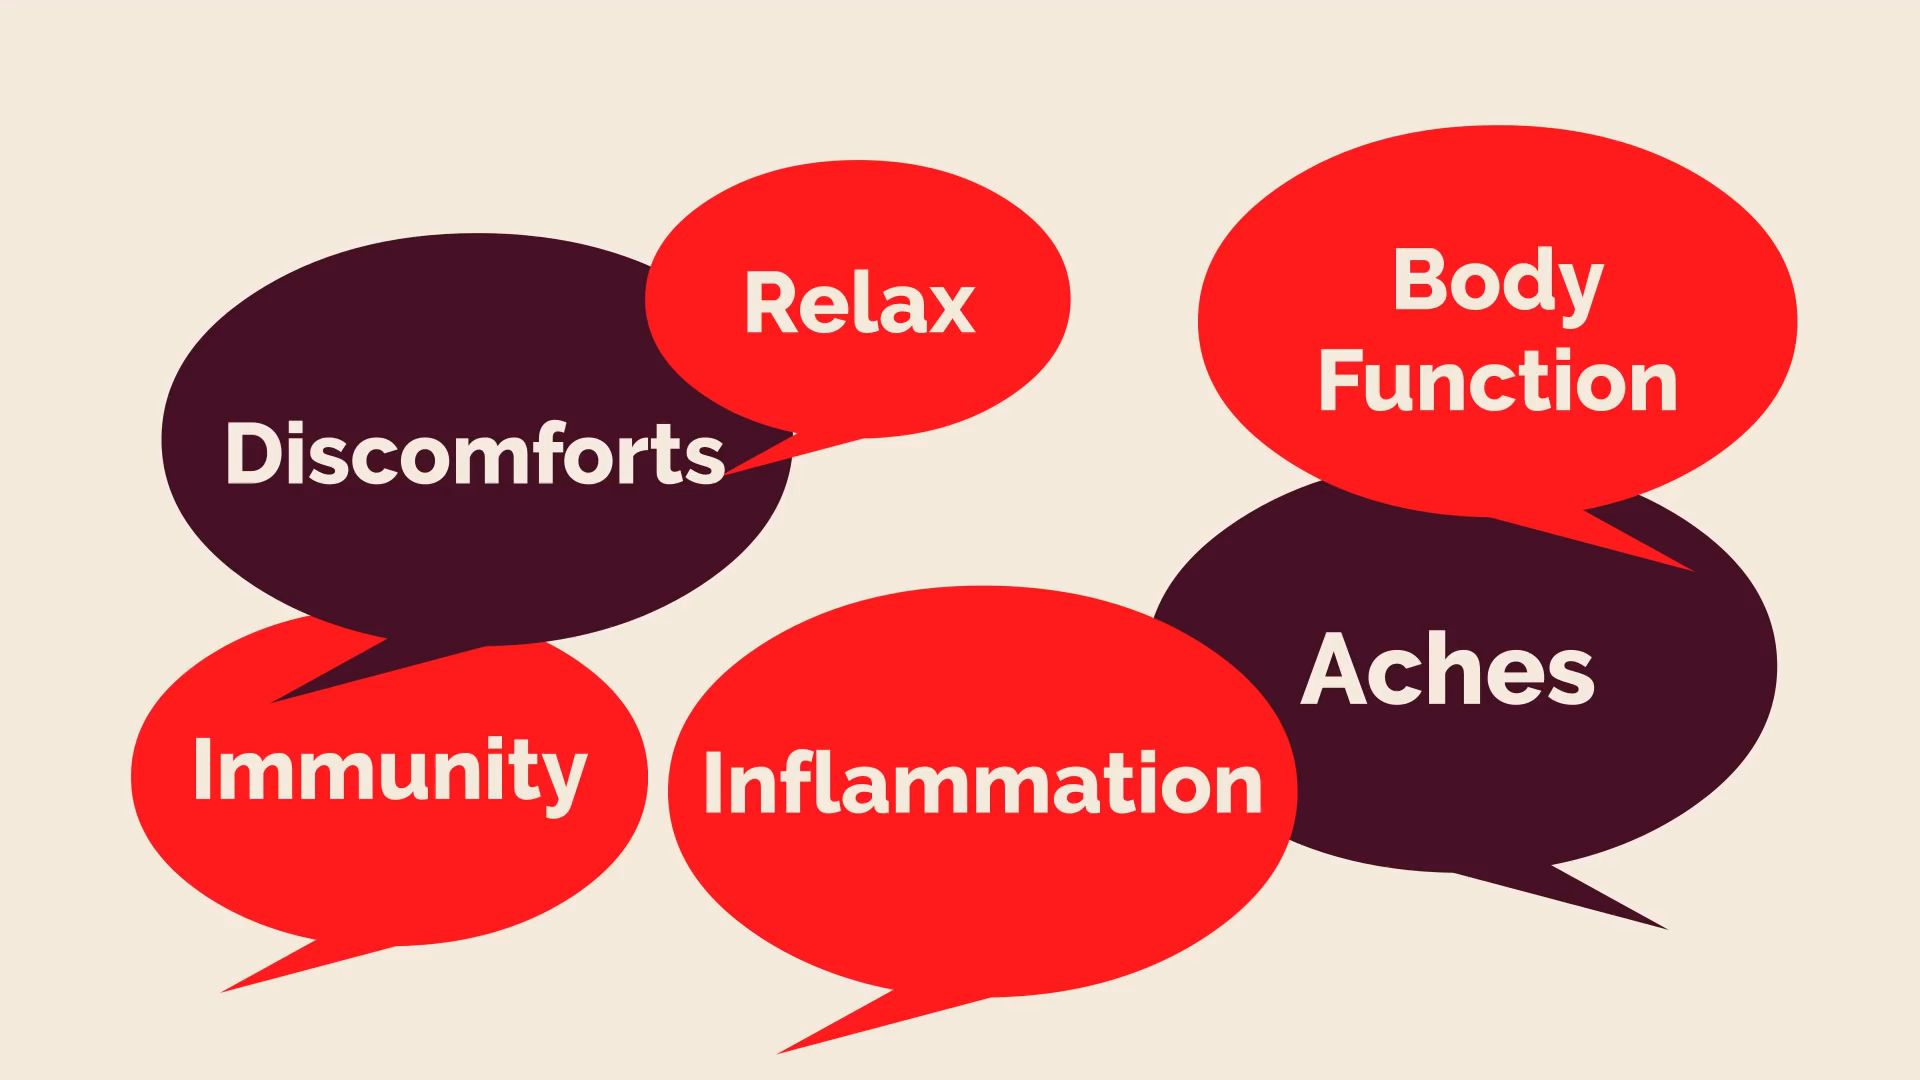 Relax
Body
Function
Discomforts
Aches
Immunity
Inflammation